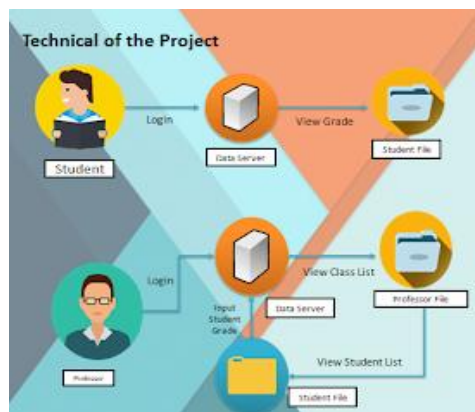 Technical of the Project
Login
View Grade
Student
Data Server
Student File
Login
View Class List
Input
Student
Grade
Data Server
Professor File
Professor
View Student List
Student File